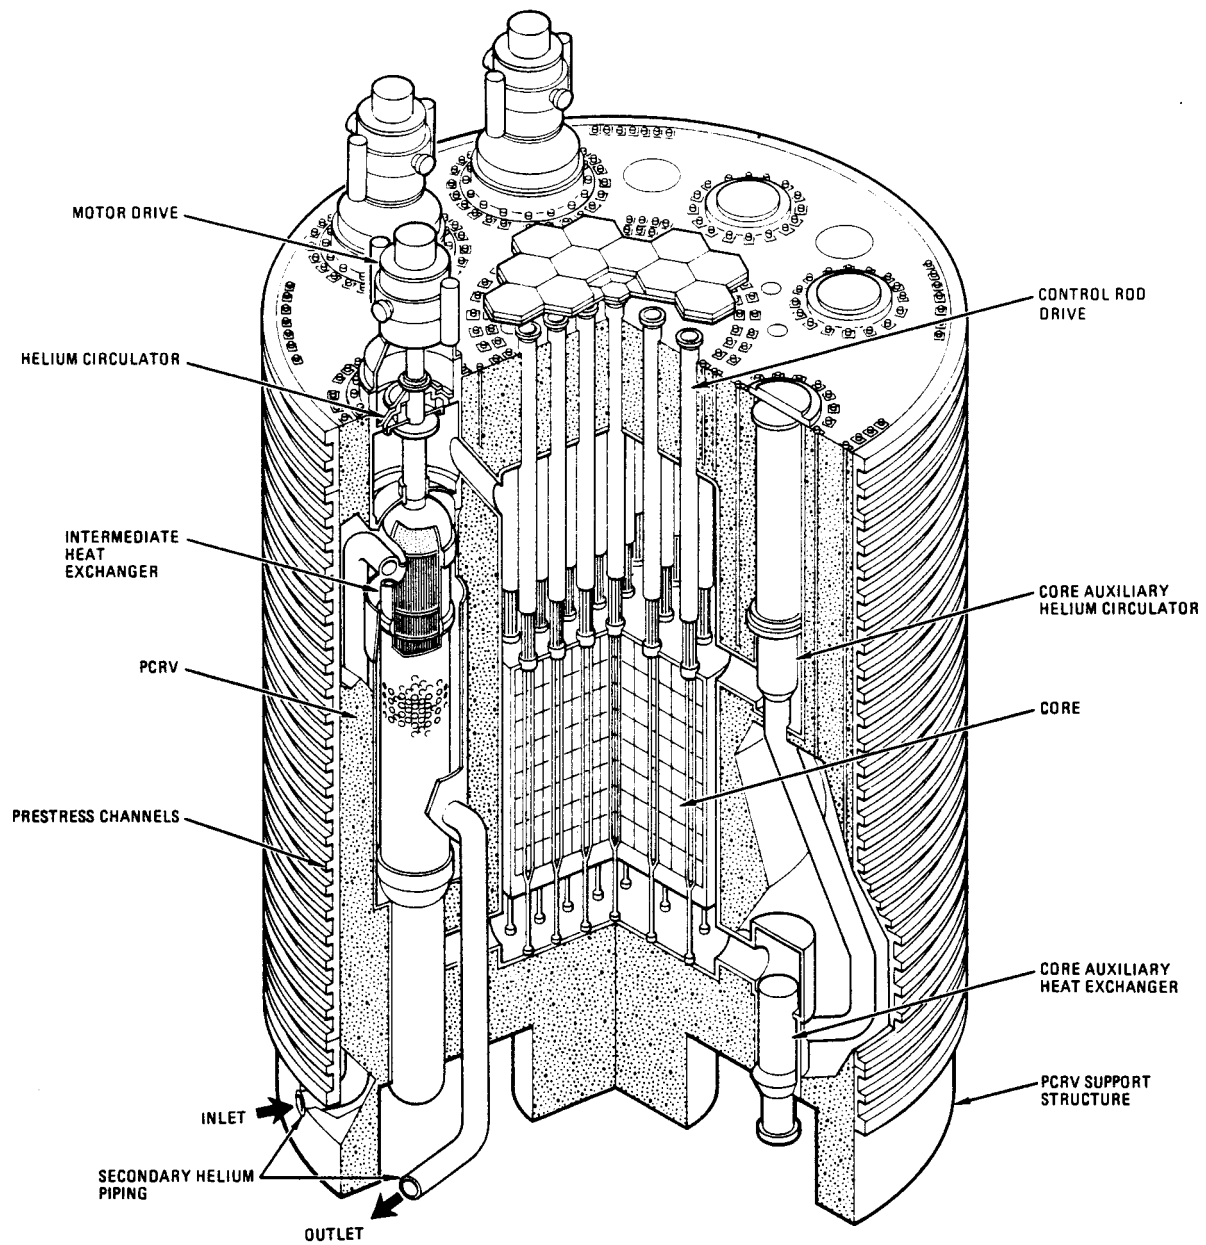 MOTOR DRIVE
HELIUM CIRCULATOR
INTERMEDIATE
HEAT
EXCHANGER
PCRV
PRESTRESS CHANNELS
INLET
SECONDARY HELIUM
PIPING
OUTLET
CONTROL ROD
DRIVE
CORE AUXILIARY
HELIUM CIRCULATOR
CORE
CORE AUXILIARY
HEAT EXCHANGER
PCRV SUPPORT
STRUCTURE